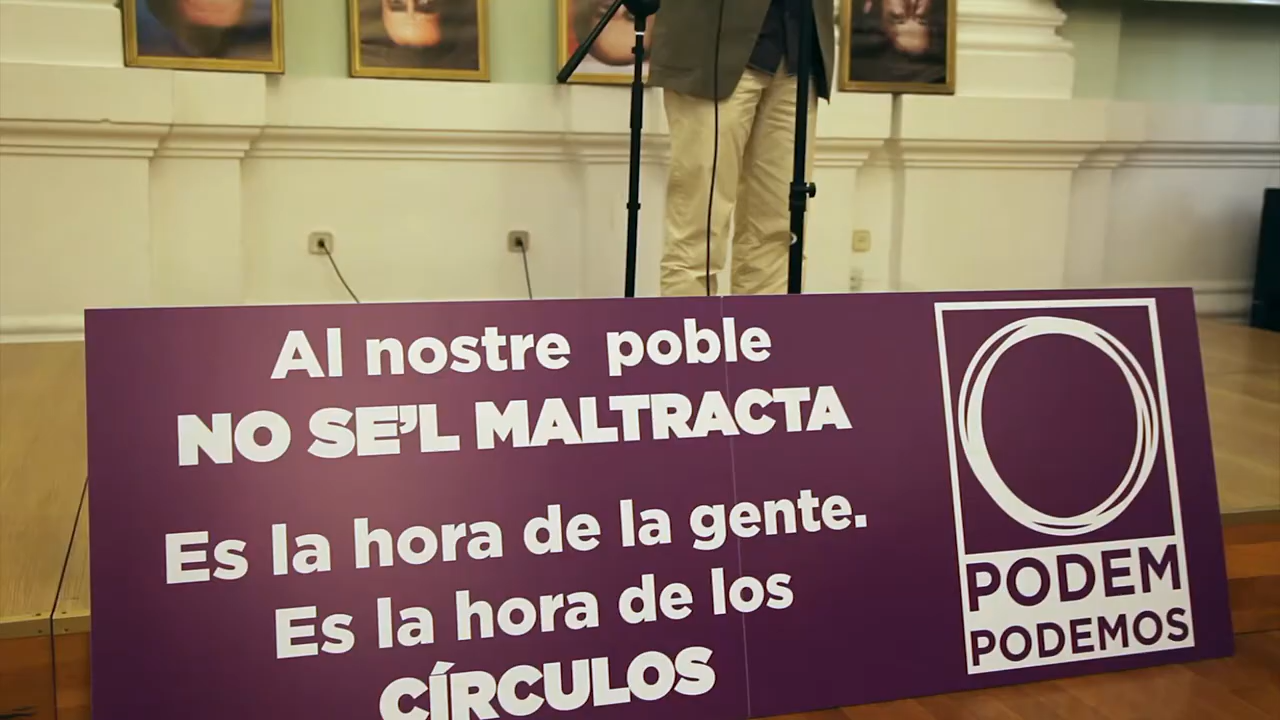 Al nostre poble
NO SE'L MALTRACTA
Es la hora de la gente.
Es la hora de los
CÍRCULOS
PODEM
PODEMOS